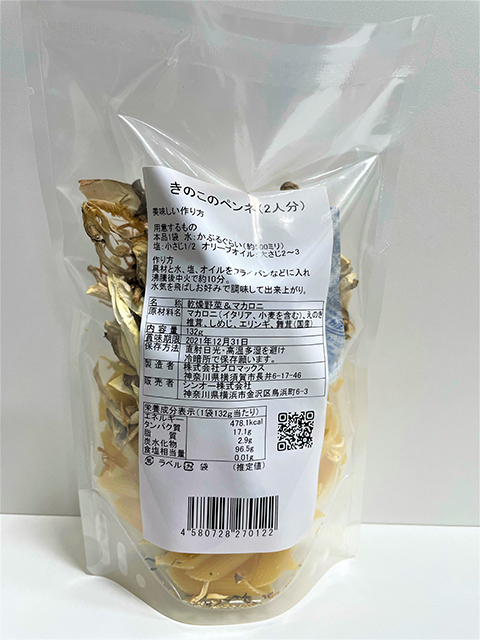 きのこのペンネ(2人分)
美味しい作り方
用意するもの
本品1袋 水:かぶるぐらい(約300ミリ)
塩:小さじ1/2 オリーブオイル:大さじ2～3
作り方
具材と水、塩、オイルをフライパンなどに入れ
沸騰後中火で約10分。
水気を飛ばしお好みで調味して出来上がり。
名 称 乾燥野菜&マカロニ
原材料名 マカロニ(イタリア、小麦を含む)、えのき
椎茸、しめじ、エリンギ、舞茸(国産)
内容量 132g
賞味期限 2021年12月31日
保存方法 直射日光・高温多湿を避け
冷暗所で保存願います。
製造者 株式会社プロマックス
神奈川県横須賀市長井6-17-46
販売者 シンオー株式会社
神奈川県横浜市金沢区鳥浜町6-3
栄養成分表示(1袋132g当たり)
エネルギー 478.1kcal
タンパク質 17.1g
脂 質 2.9g
炭水化物 96.5g
食塩相当量 0.01g
紙 ラベル プラ 袋 (推定値)
4 580728 270122